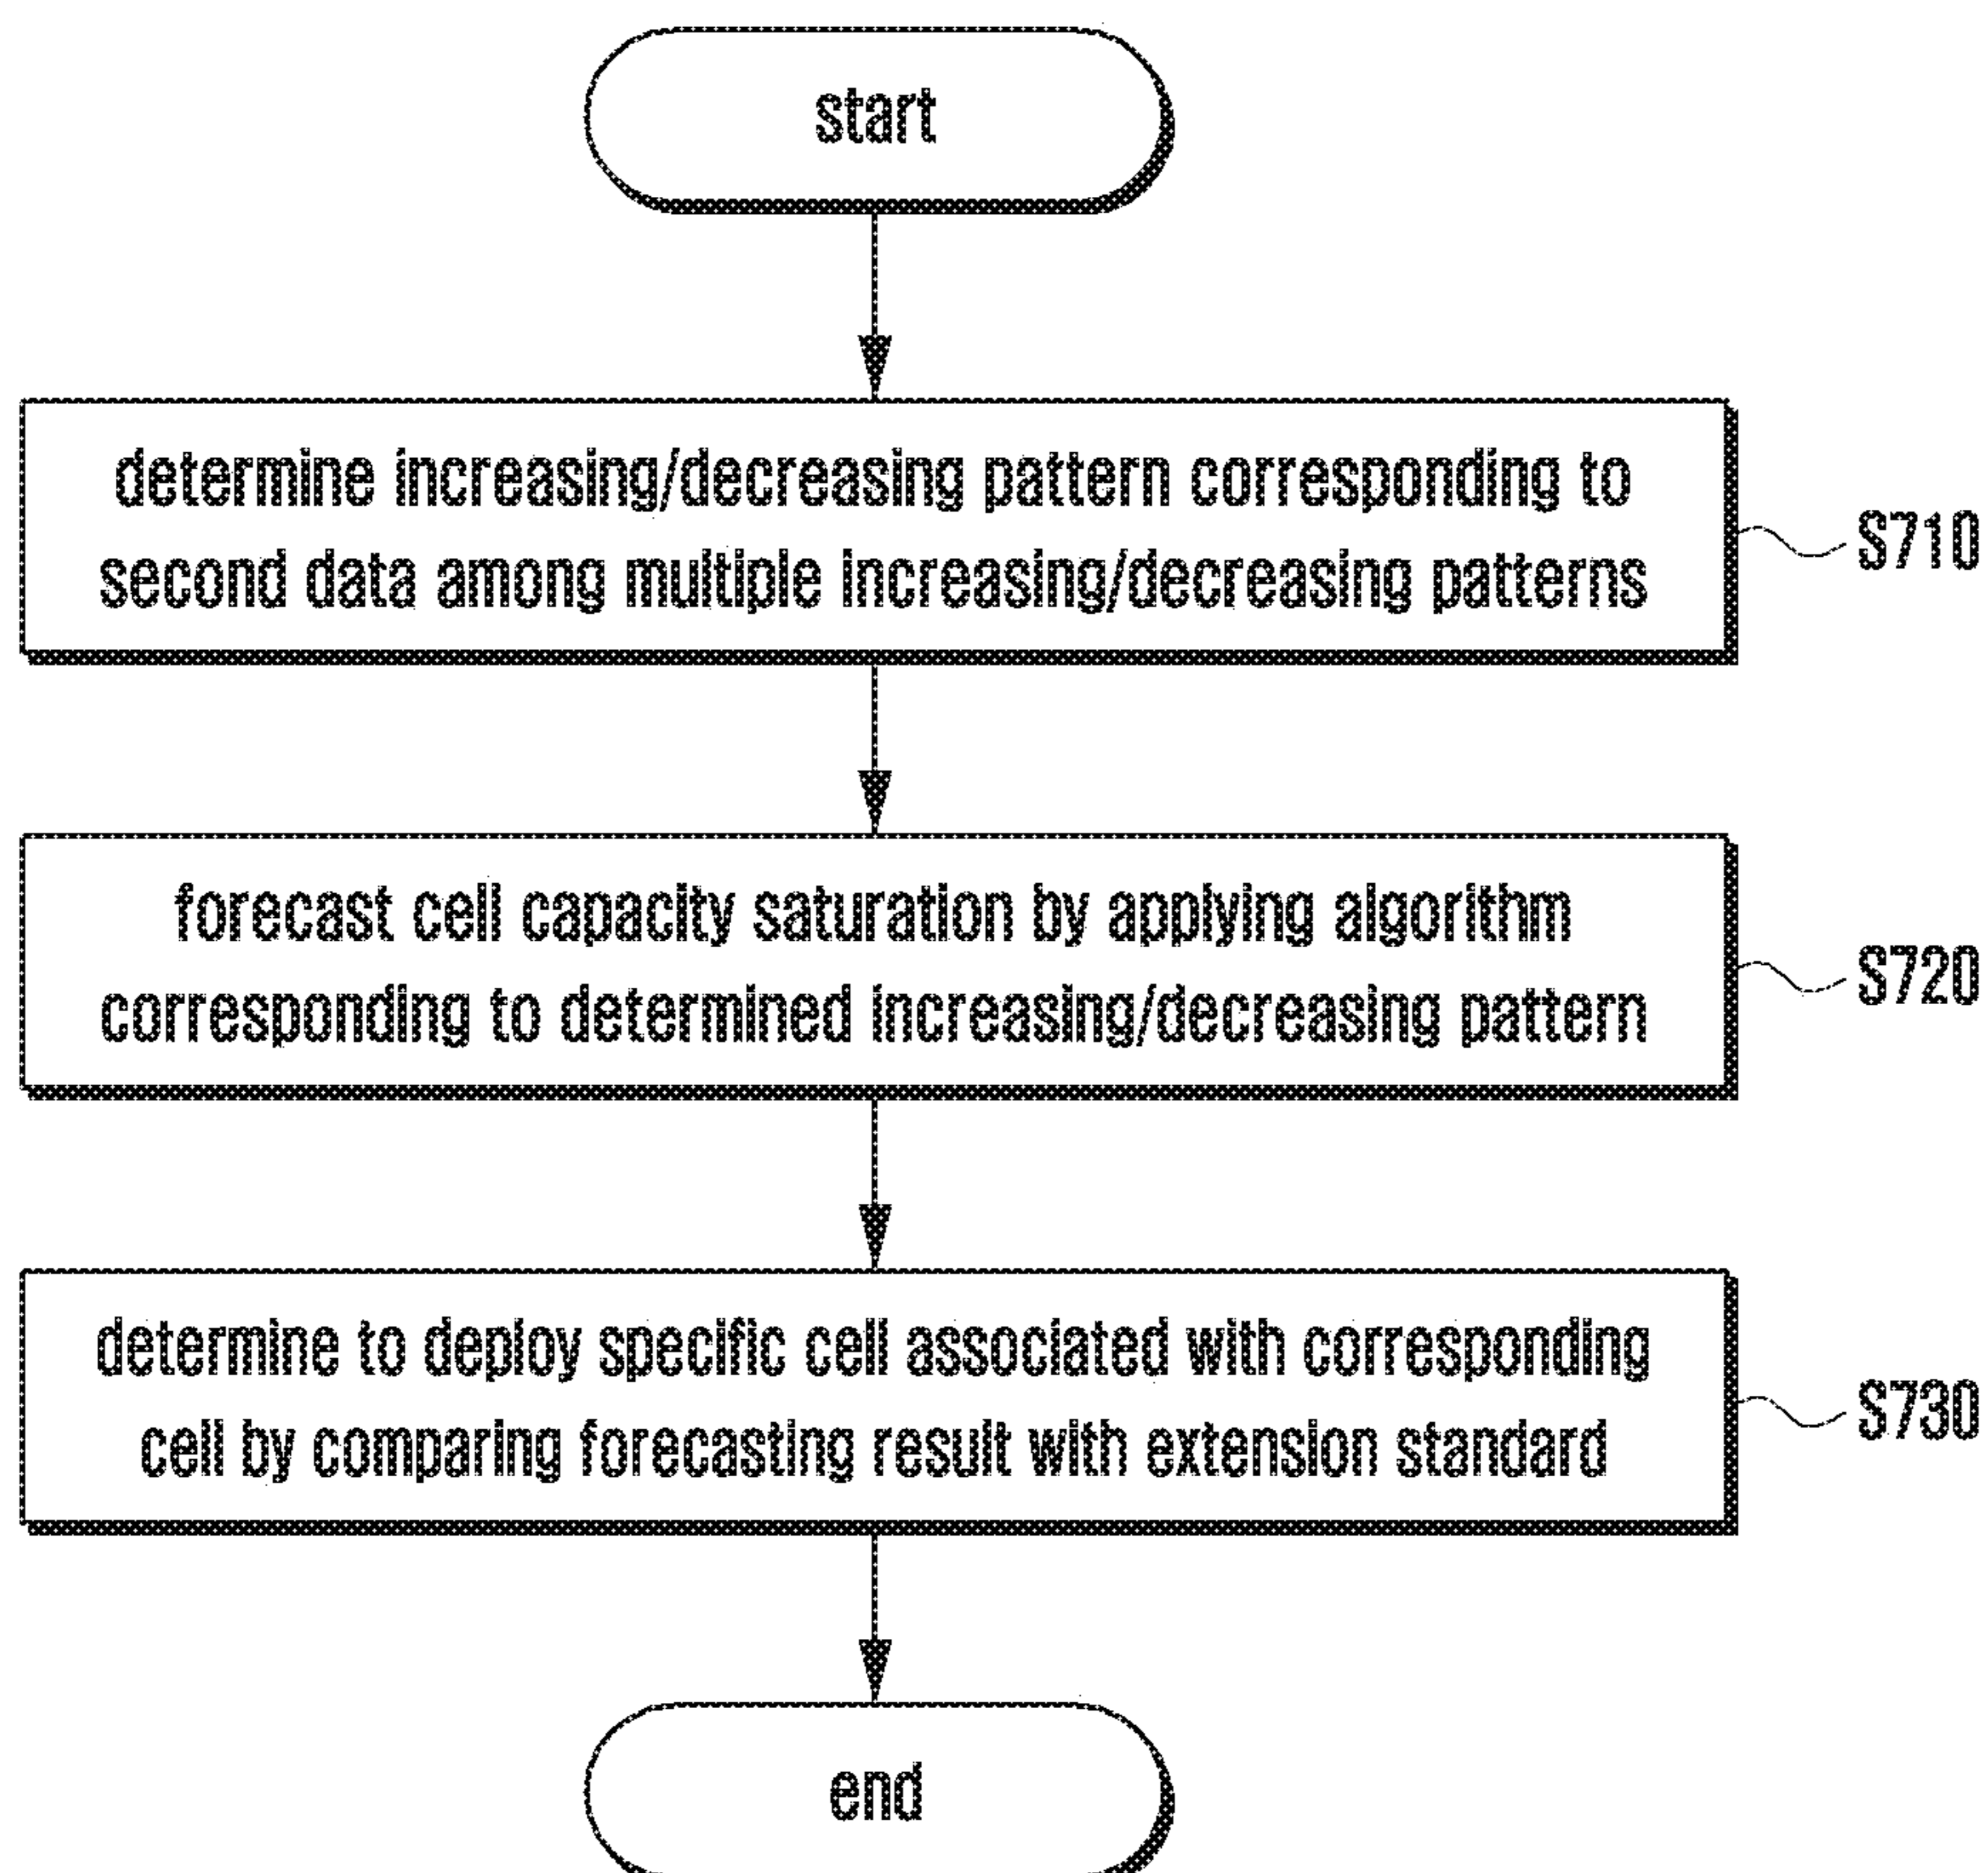 start
determine increasing/decreasing pattern corresponding to
second data among multiple increasing/decreasing patterns
S710
forecast cell capacity saturation by applying algorithm
corresponding to determined increasing/decreasing pattern
S720
determine to deploy specific cell associated with corresponding
cell by comparing forecasting result with extension standard
S730
end